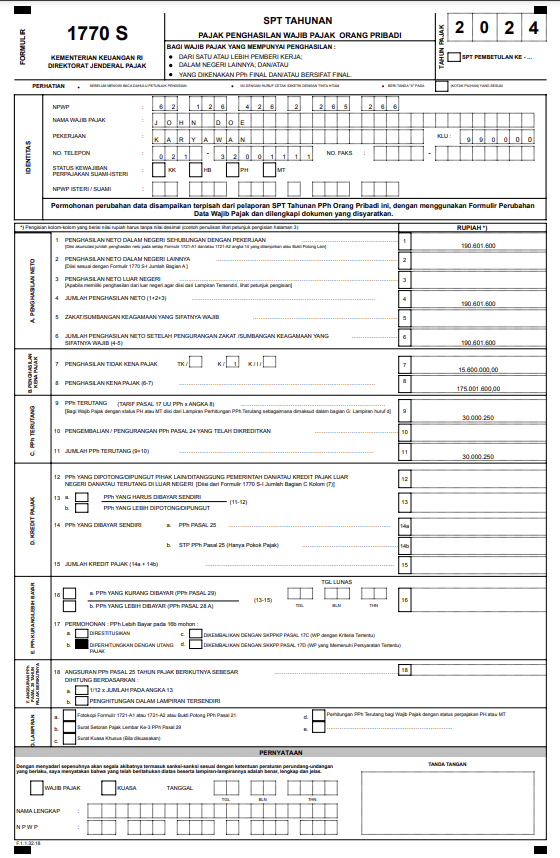 FORMULIR
1770 S
KEMENTERIAN KEUANGAN RI
DIREKTORAT JENDERAL PAJAK
SPT TAHUNAN
PAJAK PENGHASILAN WAJIB PAJAK ORANG PRIBADI
BAGI WAJIB PAJAK YANG MEMPUNYAI PENGHASILAN :
● DARI SATU ATAU LEBIH PEMBERI KERJA;
● DALAM NEGERI LAINNYA; DAN/ATAU
● YANG DIKENAKAN PPh FINAL DAN/ATAU BERSIFAT FINAL.
TAHUN PAJAK
2 0 2 4
SPT PEMBETULAN KE - ...
PERHATIAN • SEBELUM MENGISI BACA DAHULU PETUNJUK PENGISIAN • ISI DENGAN HURUF CETAK /DIKETIK DENGAN TINTA HITAM • BERI TANDA "X" PADA (KOTAK PILIHAN) YANG SESUAI
IDENTITAS
NPWP : 6 2 1 2 6 4 2 6 2 2 6 5 2 6 6
NAMA WAJIB PAJAK : J O H N D O E
PEKERJAAN : K A R Y A W A N KLU : 9 9 0 0 0 0
NO. TELEPON : 0 2 1 - 3 2 0 0 1 1 1 1 NO. FAKS : -
STATUS KEWAJIBAN PERPAJAKAN SUAMI-ISTERI : KK HB PH MT
NPWP ISTERI / SUAMI :
Permohonan perubahan data disampaikan terpisah dari pelaporan SPT Tahunan PPh Orang Pribadi ini, dengan menggunakan Formulir Perubahan
Data Wajib Pajak dan dilengkapi dokumen yang disyaratkan.
*) Pengisian kolom-kolom yang berisi nilai rupiah harus tanpa nilai desimal (contoh penulisan lihat petunjuk pengisian halaman 3)
RUPIAH *)
A. PENGHASILAN NETO
1 PENGHASILAN NETO DALAM NEGERI SEHUBUNGAN DENGAN PEKERJAAN 1 190.601.600
[Diisi akumulasi jumlah penghasilan neto pada setiap Formulir 1721-A1 dan/atau 1721-A2 angka 14 yang dilampirkan atau Bukti Potong Lain]
2 PENGHASILAN NETO DALAM NEGERI LAINNYA 2
[Diisi sesuai dengan Formulir 1770 S-I Jumlah Bagian A ]
3 PENGHASILAN NETO LUAR NEGERI 3
[Apabila memiliki penghasilan dari luar negeri agar diisi dari Lampiran Tersendiri, lihat petunjuk pengisian]
4 JUMLAH PENGHASILAN NETO (1+2+3) 4 190.601.600
5 ZAKAT/SUMBANGAN KEAGAMAAN YANG SIFATNYA WAJIB 5
6 JUMLAH PENGHASILAN NETO SETELAH PENGURANGAN ZAKAT /SUMBANGAN KEAGAMAAN YANG
SIFATNYA WAJIB (4-5) 6 190.601.600
B. PENGHASILAN KENA PAJAK
7 PENGHASILAN TIDAK KENA PAJAK TK / K / 1 K / I / 7 15.600.000,00
8 PENGHASILAN KENA PAJAK (6-7) 8 175.001.600,00
C. PPh TERUTANG
9 PPh TERUTANG (TARIF PASAL 17 UU PPh x ANGKA 8) 9 30.000.250
[Bagi Wajib Pajak dengan status PH atau MT diisi dari Lampiran Perhitungan PPh Terutang sebagaimana dimaksud dalam bagian G: Lampiran huruf d]
10 PENGEMBALIAN / PENGURANGAN PPh PASAL 24 YANG TELAH DIKREDITKAN 10
11 JUMLAH PPh TERUTANG (9+10) 11 30.000.250
D. KREDIT PAJAK
12 PPh YANG DIPOTONG/DIPUNGUT PIHAK LAIN/DITANGGUNG PEMERINTAH DAN/ATAU KREDIT PAJAK LUAR 12
NEGERI DAN/ATAU TERUTANG DI LUAR NEGERI [Diisi dari Formulir 1770 S-I Jumlah Bagian C Kolom (7)]
13 a. PPh YANG HARUS DIBAYAR SENDIRI (11-12) 13
b. PPh YANG LEBIH DIPOTONG/DIPUNGUT
14 PPh YANG DIBAYAR SENDIRI a. PPh PASAL 25 14a
b. STP PPh Pasal 25 (Hanya Pokok Pajak) 14b
15 JUMLAH KREDIT PAJAK (14a + 14b) 15
E. PPh KURANG/LEBIH BAYAR
TGL LUNAS
16 a. PPh YANG KURANG DIBAYAR (PPh PASAL 29) (13-15) 16
b. PPh YANG LEBIH DIBAYAR (PPh PASAL 28 A) TGL BLN THN
17 PERMOHONAN : PPh Lebih Bayar pada 16b mohon :
a. DIRESTITUSIKAN c. DIKEMBALIKAN DENGAN SKPPKP PASAL 17C (WP dengan Kriteria Tertentu)
b. DIPERHITUNGKAN DENGAN UTANG PAJAK d. DIKEMBALIKAN DENGAN SKPPKP PASAL 17D (WP yang Memenuhi Persyaratan Tertentu)
F. ANGSURAN PPh PASAL 25 TAHUN PAJAK BERIKUTNYA
18 ANGSURAN PPh PASAL 25 TAHUN PAJAK BERIKUTNYA SEBESAR 18
DIHITUNG BERDASARKAN :
a. 1/12 x JUMLAH PADA ANGKA 13
b. PENGHITUNGAN DALAM LAMPIRAN TERSENDIRI
G. LAMPIRAN
a. Fotokopi Formulir 1721-A1 atau 1721-A2 atau Bukti Potong PPh Pasal 21 d. Perhitungan PPh Terutang bagi Wajib Pajak dengan status perpajakan PH atau MT
b. Surat Setoran Pajak Lembar Ke-3 PPh Pasal 29 e.
c. Surat Kuasa Khusus (Bila dikuasakan)
PERNYATAAN
Dengan menyadari sepenuhnya akan segala akibatnya termasuk sanksi-sanksi sesuai dengan ketentuan peraturan perundang-undangan
yang berlaku, saya menyatakan bahwa yang telah beritahukan diatas beserta lampiran-lampirannya adalah benar, lengkap dan jelas.
TANDA TANGAN
WAJIB PAJAK KUASA TANGGAL
TGL BLN THN
NAMA LENGKAP :
N P W P :
F.1.1.32.18